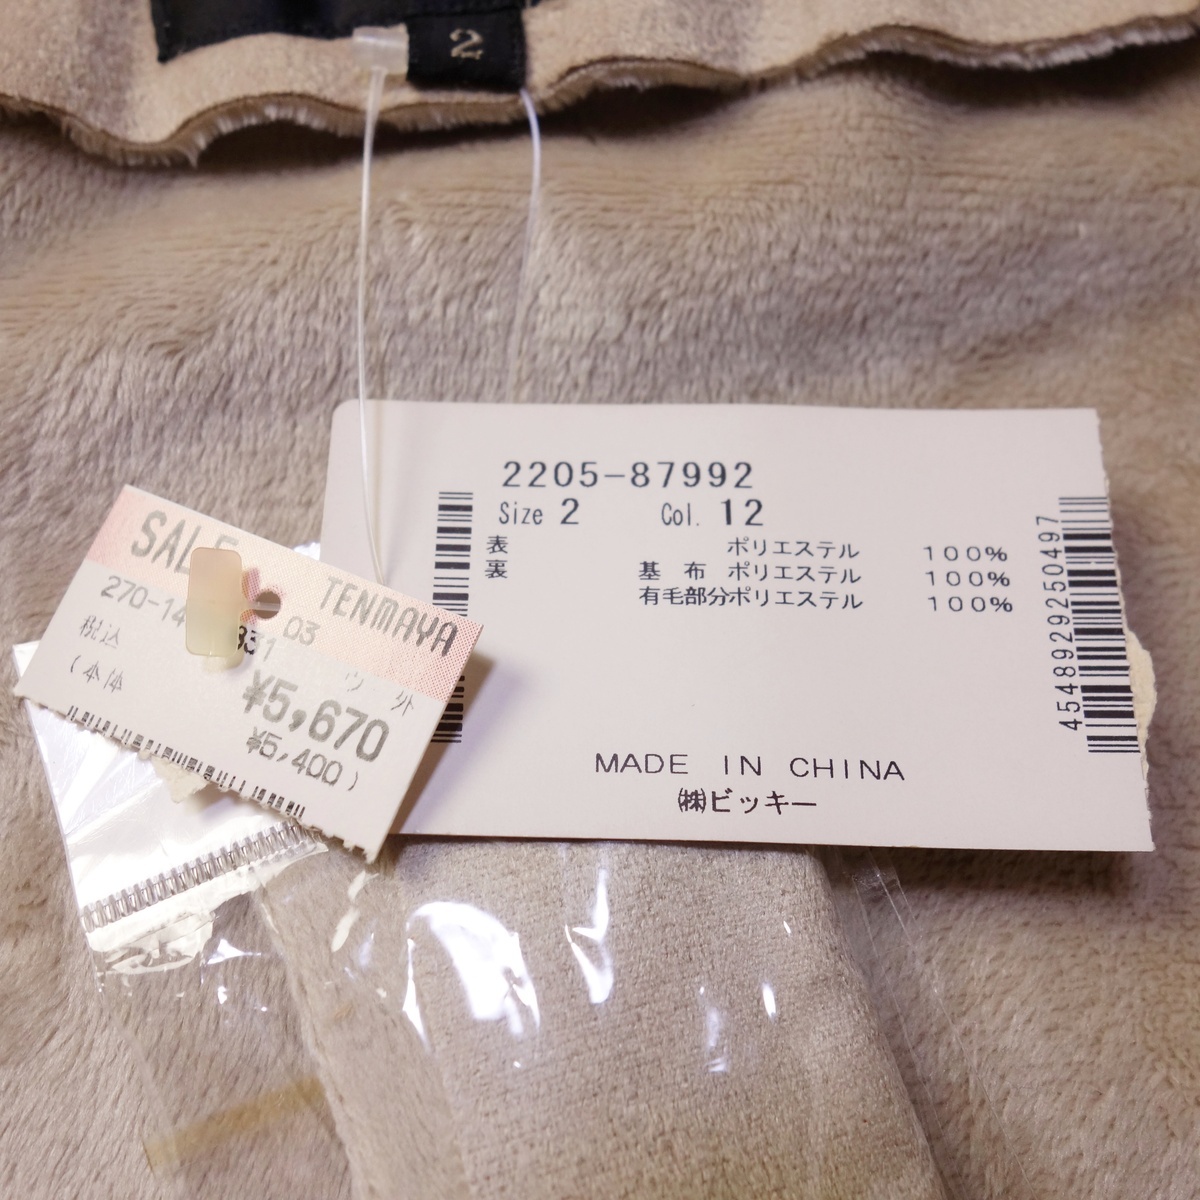 2
2205-87992
Size 2 Col. 12
表 ポリエステル 100%
裏 基布 ポリエステル 100%
有毛部分ポリエステル 100%
4548929250497
MADE IN CHINA
㈱ビッキー
SALE TENMAYA
270-14 831 03
税込 ¥5,670
(本体 ¥5,400)